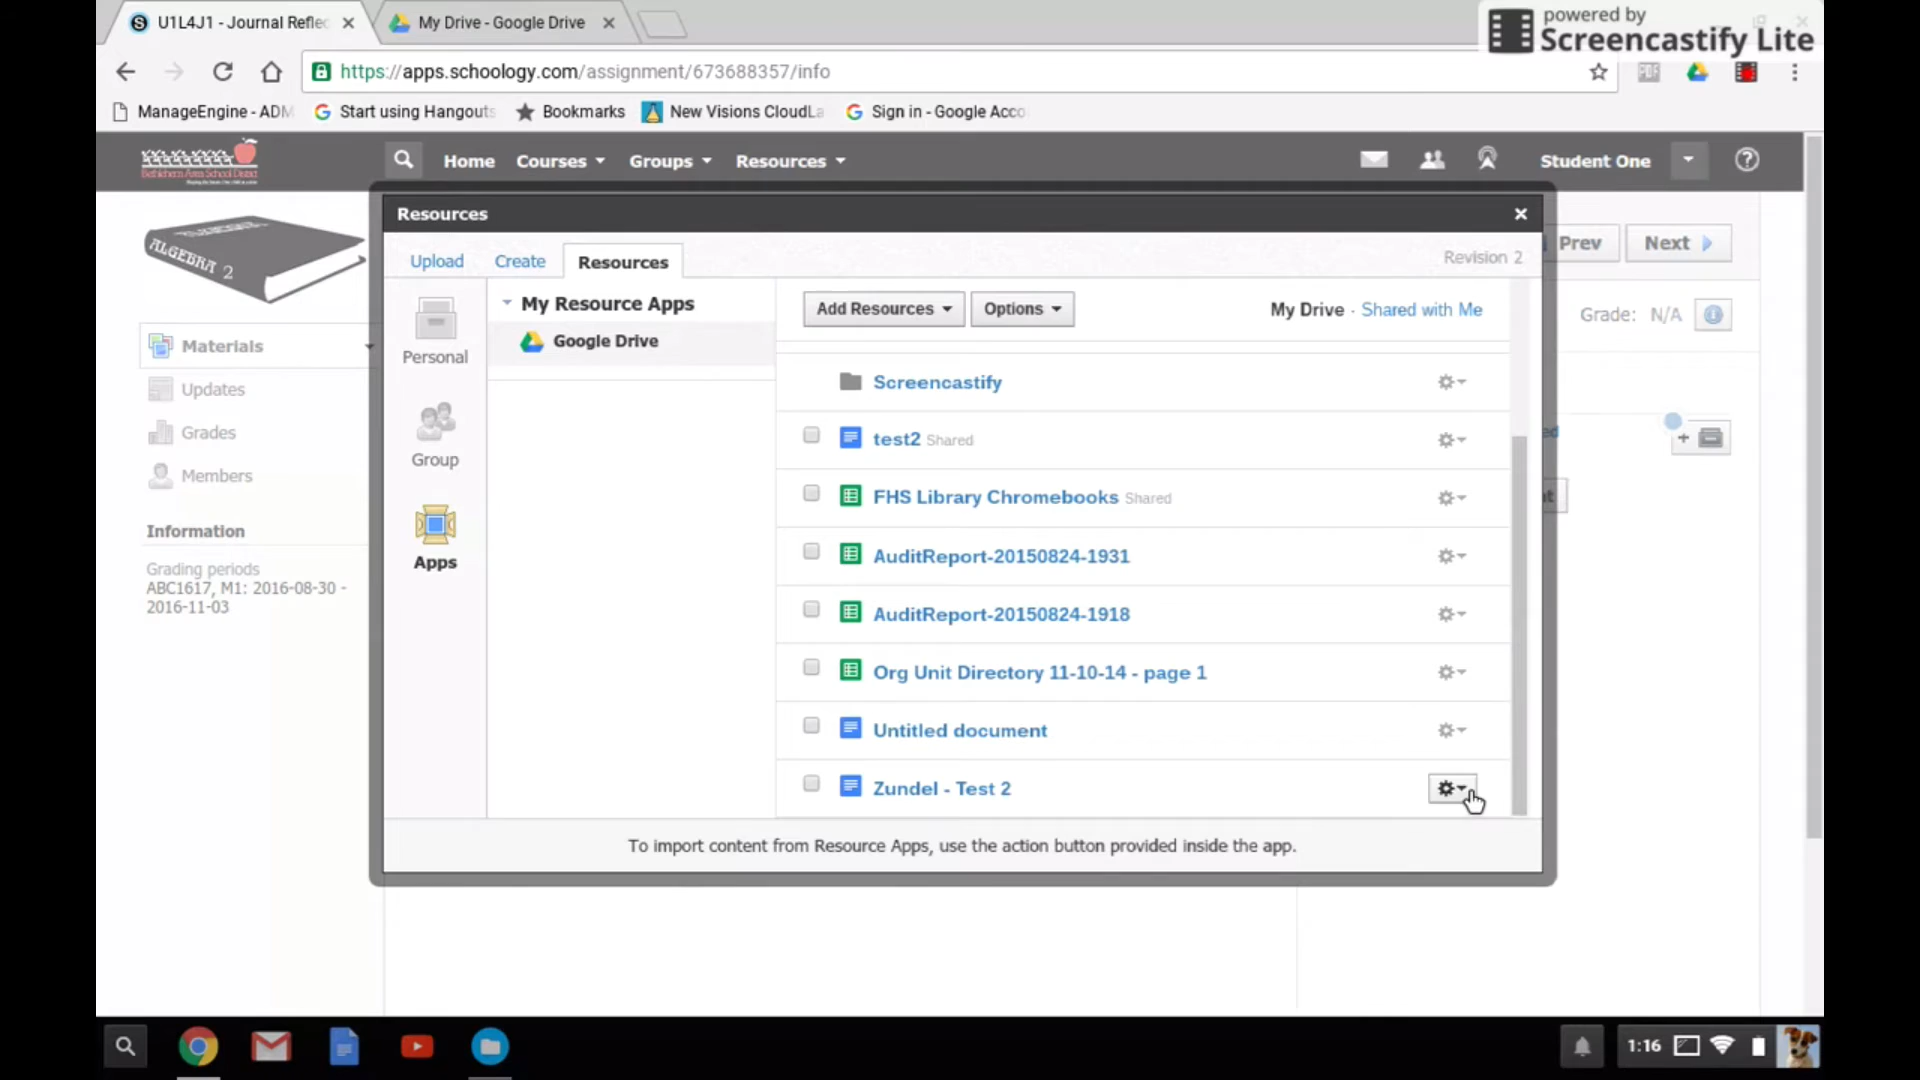 U1L4J1 - Journal Reflec
My Drive - Google Drive
powered by
Screencastify Lite
https://apps.schoology.com/assignment/673688357/info
PDF
ManageEngine - ADM
Start using Hangouts
Bookmarks
New Visions CloudLa
Sign in - Google Acco
Bethlehem Area School District
Home
Courses
Groups
Resources
Student One
ALGEBRA 2
Resources
Prev
Next
Upload
Create
Resources
Revision 2
My Resource Apps
Add Resources
Options
My Drive · Shared with Me
Grade: N/A
Materials
Personal
Google Drive
Updates
Screencastify
Grades
test2 Shared
Group
Members
FHS Library Chromebooks Shared
Information
AuditReport-20150824-1931
Apps
Grading periods
ABC1617, M1: 2016-08-30 -
2016-11-03
AuditReport-20150824-1918
Org Unit Directory 11-10-14 - page 1
Untitled document
Zundel - Test 2
To import content from Resource Apps, use the action button provided inside the app.
1:16